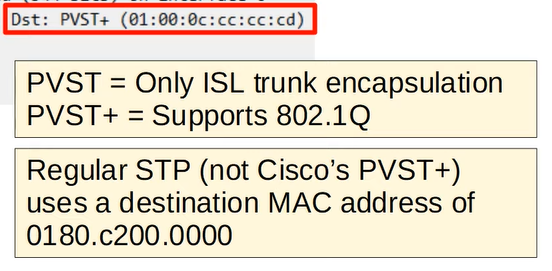 Dst: PVST+ (01:00:0c:cc:cc:cd)
PVST = Only ISL trunk encapsulation
PVST+ = Supports 802.1Q
Regular STP (not Cisco’s PVST+)
uses a destination MAC address of
0180.c200.0000